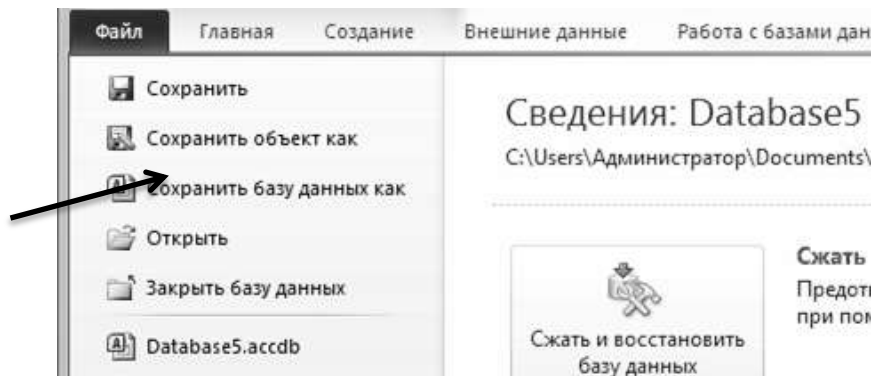 Файл Главная Создание Внешние данные Работа с базами дан
Сохранить
Сохранить объект как
Сохранить базу данных как
Открыть
Закрыть базу данных
Database5.accdb
Сведения: Database5
C:\Users\Администратор\Documents\
Сжать и восстановить
базу данных
Сжать
Предот
при пом